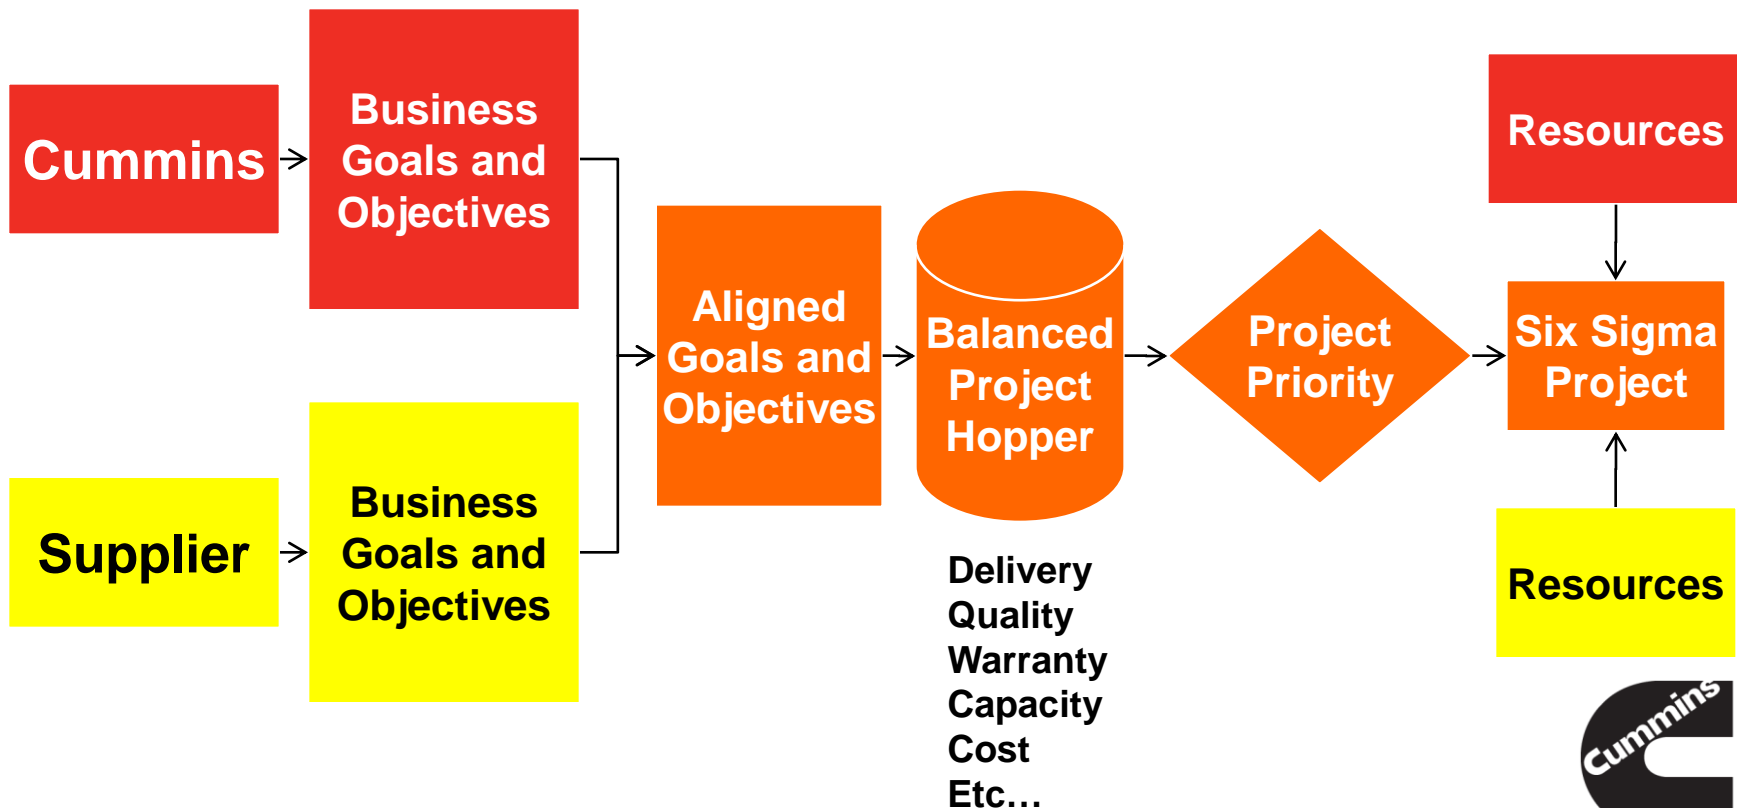 Cummins
Business
Goals and
Objectives
Supplier
Business
Goals and
Objectives
Aligned
Goals and
Objectives
Balanced
Project
Hopper
Delivery
Quality
Warranty
Capacity
Cost
Etc...
Project
Priority
Resources
Six Sigma
Project
Resources
Cummins